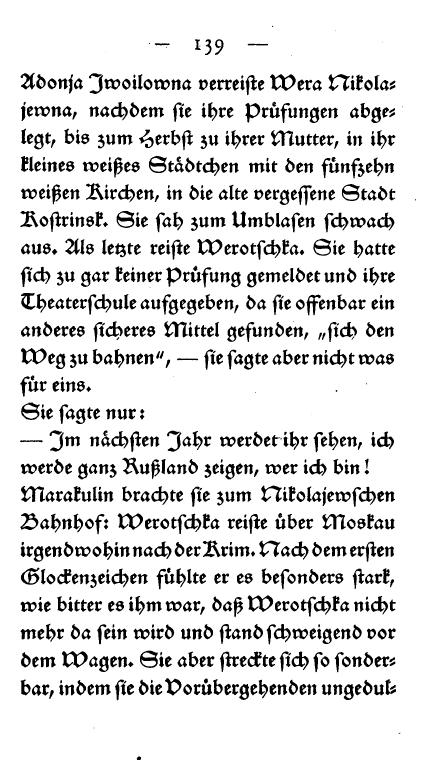 — 139 —
Adonja Jwoilowna verreiste Wera Nikola-
jewna, nachdem sie ihre Prüfungen abge-
legt, bis zum Herbst zu ihrer Mutter, in ihr
kleines weißes Städtchen mit den fünfzehn
weißen Kirchen, in die alte vergessene Stadt
Kostrinsk. Sie sah zum Umblasen schwach
aus. Als letzte reiste Werotschka. Sie hatte
sich zu gar keiner Prüfung gemeldet und ihre
Theaterschule aufgegeben, da sie offenbar ein
anderes sicheres Mittel gefunden, „sich den
Weg zu bahnen“, — sie sagte aber nicht was
für eins.
Sie sagte nur:
— Im nächsten Jahr werdet ihr sehen, ich
werde ganz Rußland zeigen, wer ich bin!
Marakulin brachte sie zum Nikolajewschen
Bahnhof: Werotschka reiste über Moskau
irgendwohin nach der Krim. Nach dem ersten
Glockenzeichen fühlte er es besonders stark,
wie bitter es ihm war, daß Werotschka nicht
mehr da sein wird und stand schweigend vor
dem Wagen. Sie aber streckte sich so sonder-
bar, indem sie die Vorübergehenden ungedul-